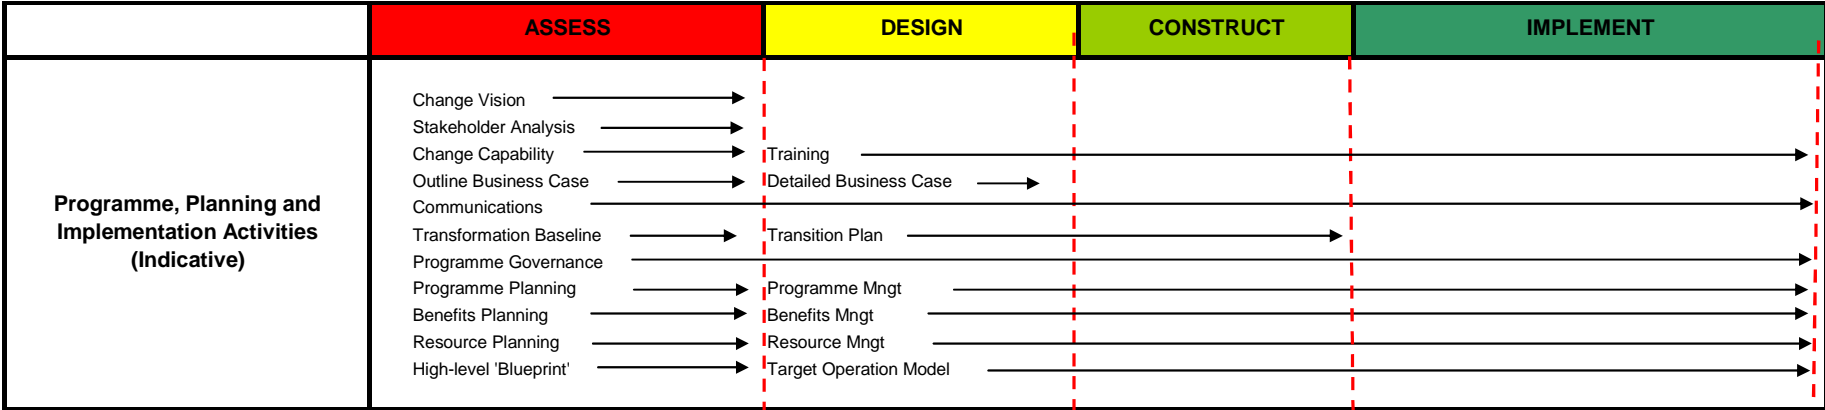 ASSESS DESIGN CONSTRUCT IMPLEMENT
Programme, Planning and
Implementation Activities
(Indicative)
Change Vision
Stakeholder Analysis
Change Capability Training
Outline Business Case Detailed Business Case
Communications
Transformation Baseline Transition Plan
Programme Governance
Programme Planning Programme Mngt
Benefits Planning Benefits Mngt
Resource Planning Resource Mngt
High-level 'Blueprint' Target Operation Model